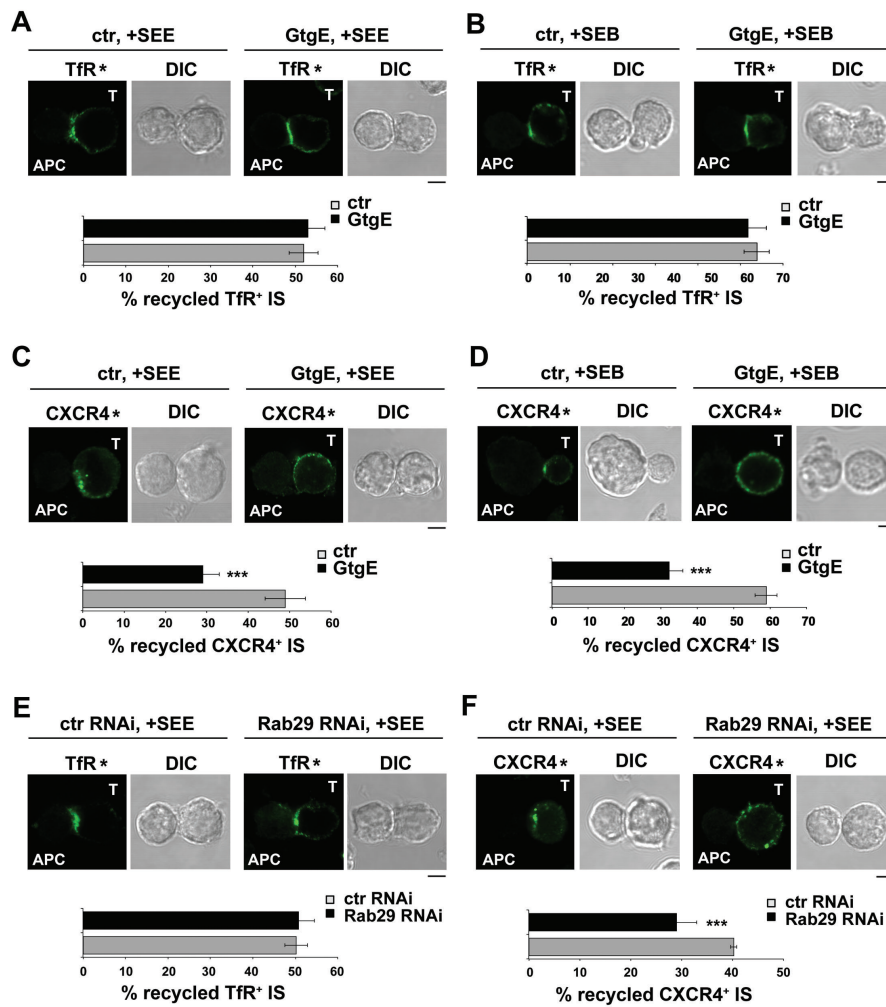 A
ctr, +SEE GtgE, +SEE
TfR* DIC TfR* DIC
T T
APC APC
ctr
GtgE
0 10 20 30 40 50 60
% recycled TfR⁺ IS
B
ctr, +SEB GtgE, +SEB
TfR* DIC TfR* DIC
T T
APC APC
ctr
GtgE
0 10 20 30 40 50 60 70
% recycled TfR⁺ IS
C
ctr, +SEE GtgE, +SEE
CXCR4* DIC CXCR4* DIC
T T
APC APC
ctr
GtgE
***
0 10 20 30 40 50 60
% recycled CXCR4⁺ IS
D
ctr, +SEB GtgE, +SEB
CXCR4* DIC CXCR4* DIC
T T
APC APC
ctr
GtgE
***
0 10 20 30 40 50 60 70
% recycled CXCR4⁺ IS
E
ctr RNAi, +SEE Rab29 RNAi, +SEE
TfR* DIC TfR* DIC
T T
APC APC
ctr RNAi
Rab29 RNAi
0 10 20 30 40 50 60
% recycled TfR⁺ IS
F
ctr RNAi, +SEE Rab29 RNAi, +SEE
CXCR4* DIC CXCR4* DIC
T T
APC APC
ctr RNAi
Rab29 RNAi
***
0 10 20 30 40 50
% recycled CXCR4⁺ IS